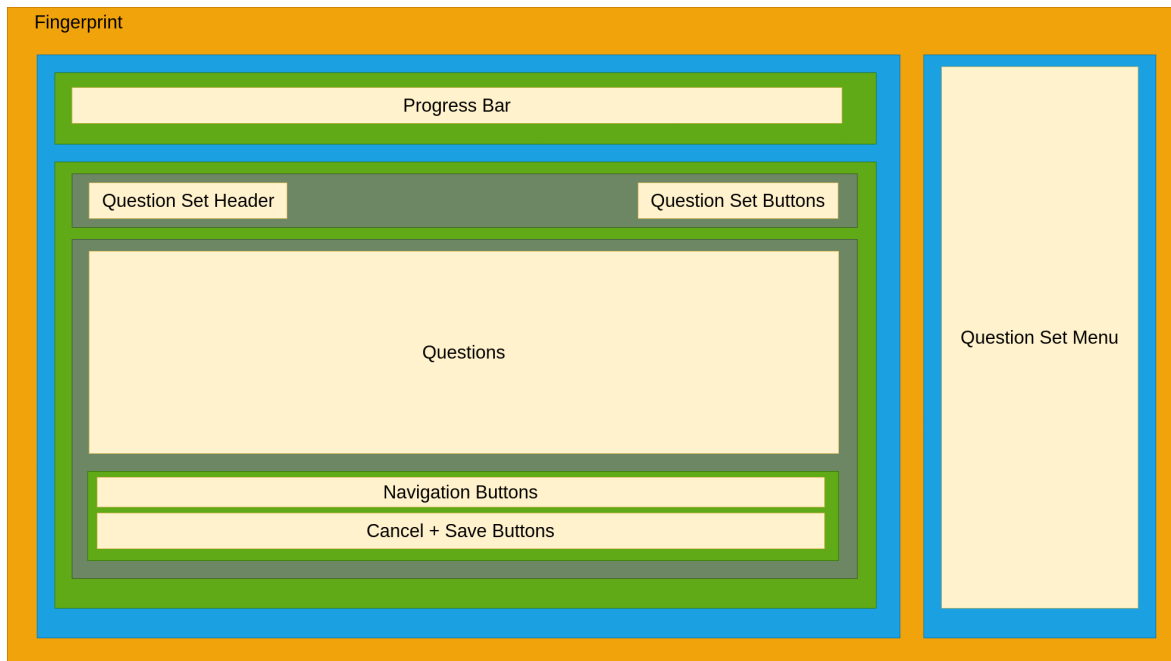 Fingerprint
Progress Bar
Question Set Header
Question Set Buttons
Questions
Navigation Buttons
Cancel + Save Buttons
Question Set Menu